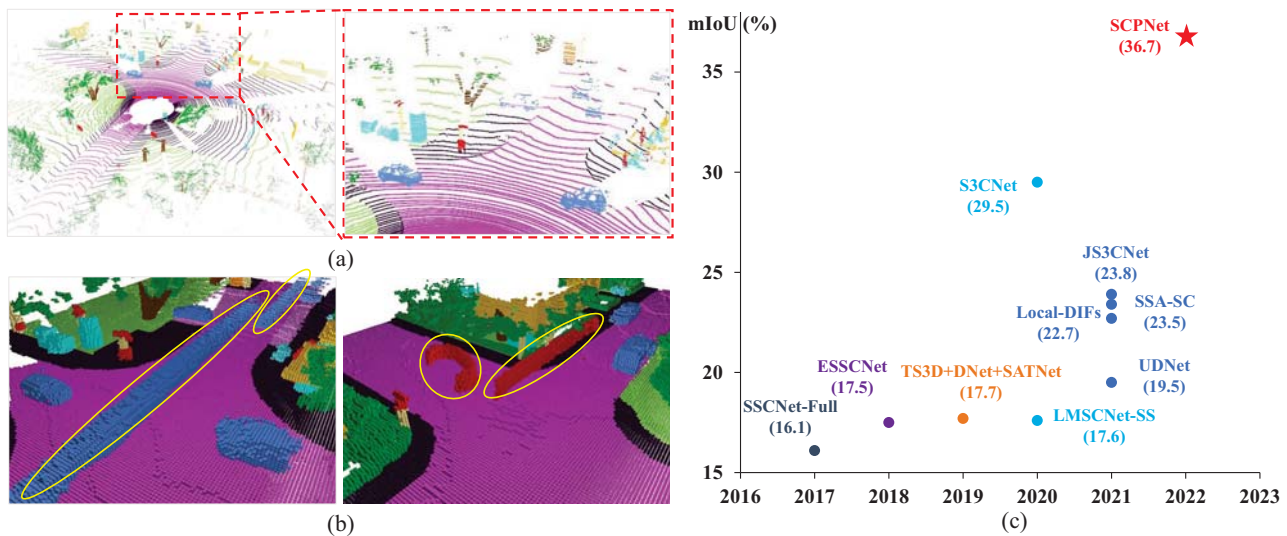 (a)
(b)
mIoU (%)
35
30
25
20
15
SCPNet
(36.7)
S3CNet
(29.5)
JS3CNet
(23.8)
Local-DIFs
(22.7)
SSA-SC
(23.5)
ESSCNet
(17.5)
TS3D+DNet+SATNet
(17.7)
UDNet
(19.5)
SSCNet-Full
(16.1)
LMSCNet-SS
(17.6)
2016 2017 2018 2019 2020 2021 2022 2023
(c)